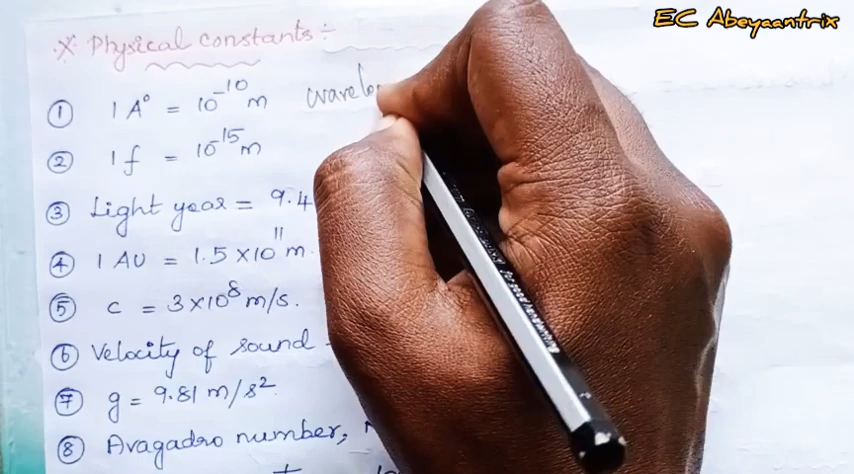 EC Abeyaantrix
* Physical constants :-
① 1 A° = 10⁻¹⁰ m
② 1 f = 10⁻¹⁵ m
③ Light year = 9.4
④ 1 AU = 1.5 × 10¹¹ m.
⑤ c = 3 × 10⁸ m/s.
⑥ Velocity of sound
⑦ g = 9.81 m/s²
⑧ Avagadro number,